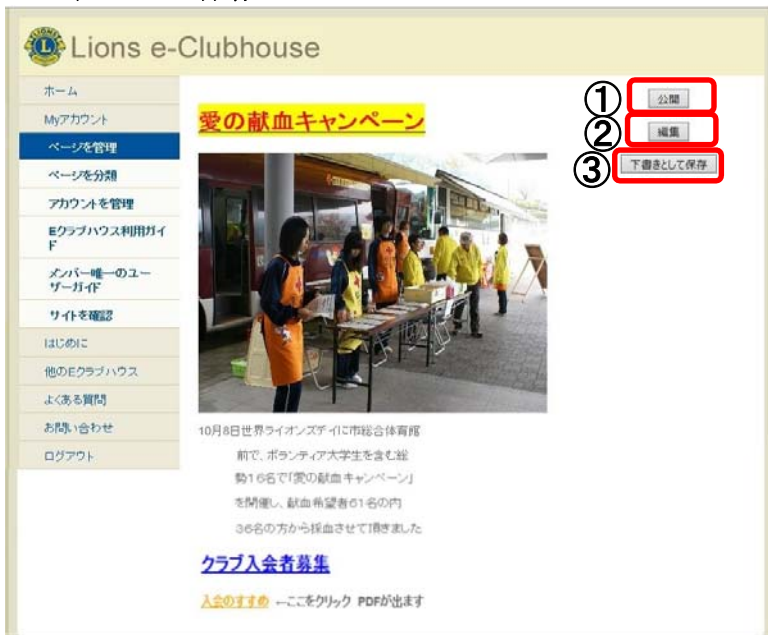 Lions e-Clubhouse
ホーム
Myアカウント
ページを管理
ページを分類
アカウントを管理
Eクラブハウス利用ガイ
ド
メンバー唯一のユー
ザーガイド
サイトを確認
はじめに
他のEクラブハウス
よくある質問
お問い合わせ
ログアウト
愛の献血キャンペーン
① 公開
② 編集
③ 下書きとして保存
10月8日世界ライオンズデイに市総合体育館
前で、ボランティア大学生を含む総
勢16名で「愛の献血キャンペーン」
を開催し、献血希望者61名の内
36名の方から採血させて頂きました
クラブ入会者募集
入会のすすめ ←ここをクリック PDFが出ます